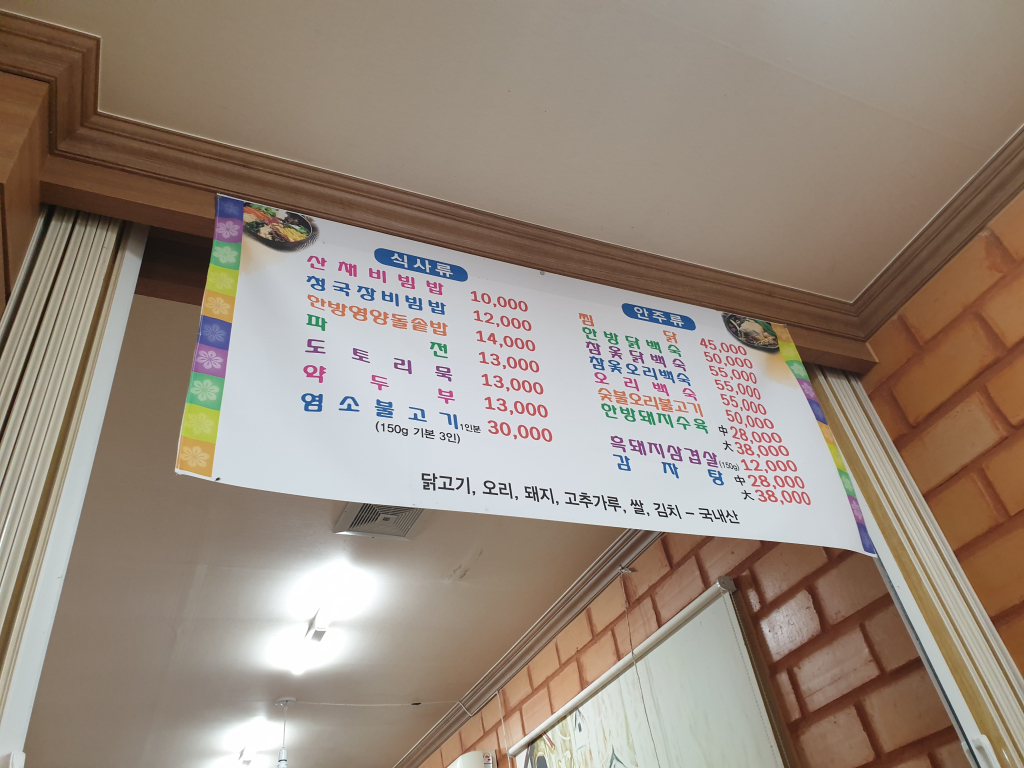 식사류
산채비빔밥 10,000
청국장비빔밥 12,000
안방영양돌솥밥 14,000
파전 13,000
도토리묵 13,000
약두부 13,000
염소불고기 1인분 30,000
(150g 기본 3인)
안주류
찜닭 45,000
안방닭백숙 50,000
참옻닭백숙 55,000
참옻오리백숙 55,000
오리백숙 55,000
숯불오리불고기 50,000
안방돼지수육 中 28,000
大 38,000
흑돼지삼겹살(150g) 12,000
감자탕 中 28,000
大 38,000
닭고기, 오리, 돼지, 고추가루, 쌀, 김치 – 국내산